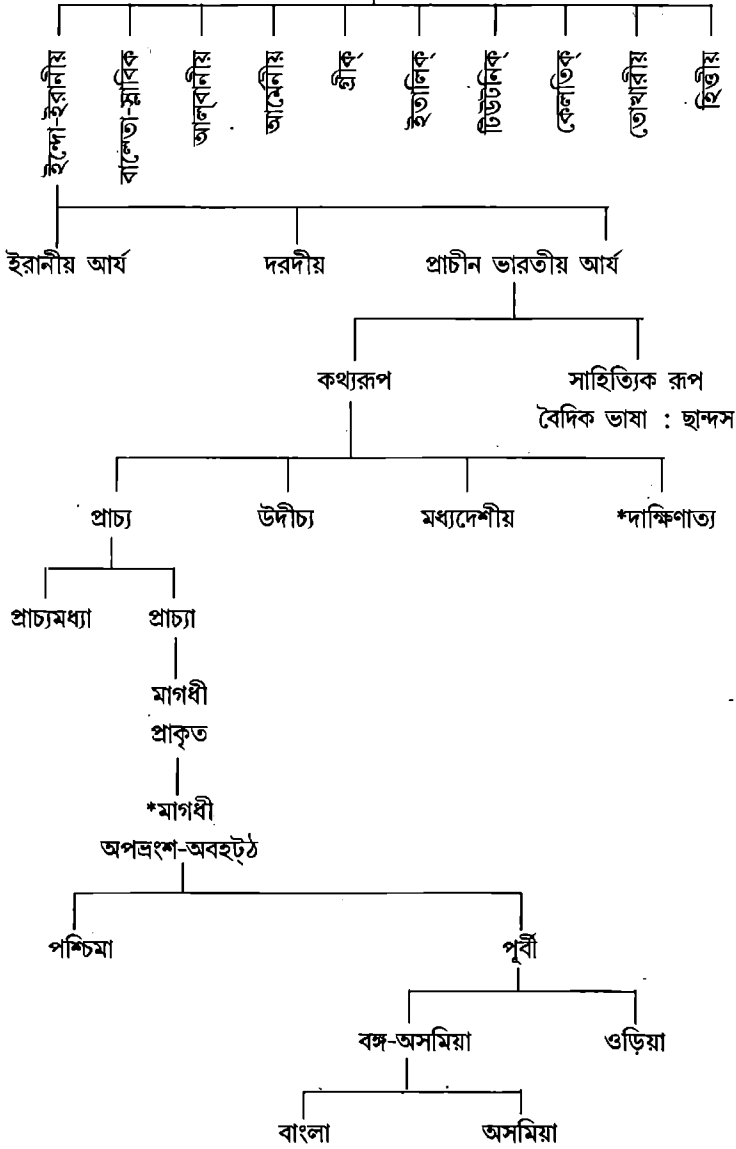 ইন্দো-ইরানীয়
বাল্তো-স্লাবিক
আল্‌বানীয়
আর্মেনীয়
গ্রীক্
ইতালিক্
টিউটনিক্
কেলতিক্
তোখারীয়
হিত্তীয়
ইরানীয় আর্য
দরদীয়
প্রাচীন ভারতীয় আর্য
কথ্যরূপ
সাহিত্যিক রূপ
বৈদিক ভাষা : ছান্দস
প্রাচ্য
উদীচ্য
মধ্যদেশীয়
*দাক্ষিণাত্য
প্রাচ্যমধ্যা
প্রাচ্যা
মাগধী
প্রাকৃত
*মাগধী
অপভ্রংশ-অবহট্‌ঠ
পশ্চিমা
পূর্বী
বঙ্গ-অসমিয়া
ওড়িয়া
বাংলা
অসমিয়া